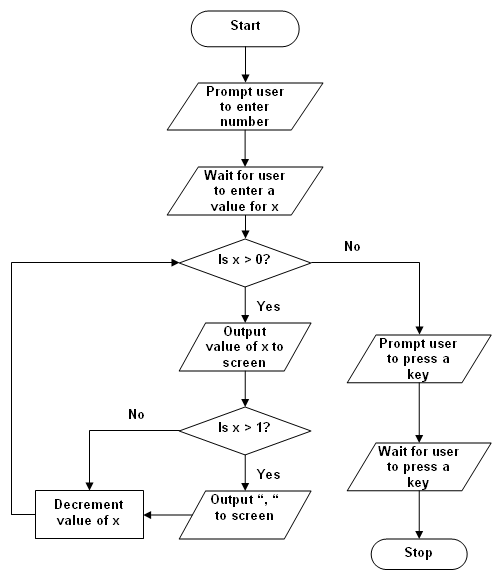 Start
Prompt user
to enter
number
Wait for user
to enter a
value for x
Is x > 0?
No
Yes
Output
value of x to
screen
Prompt user
to press a
key
Is x > 1?
No
Yes
Wait for user
to press a
key
Decrement
value of x
Output “, “
to screen
Stop